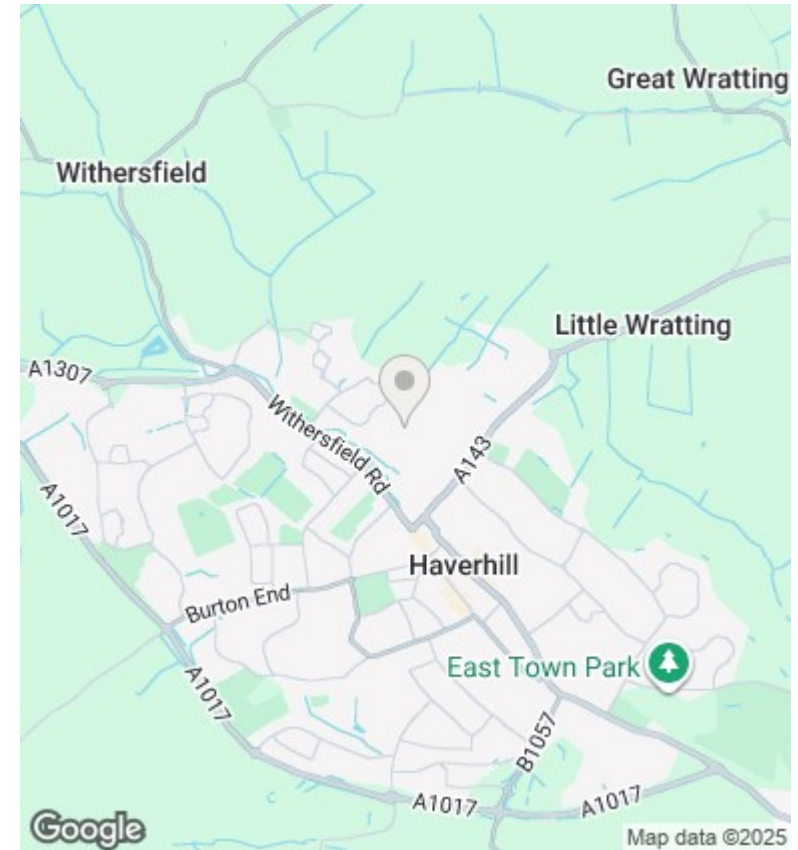 Great Wratting
Withersfield
Little Wratting
A1307
Withersfield Rd
A143
A1017
Haverhill
Burton End
East Town Park
A1017
B1057
A1017
A1017
Google
Map data ©2025